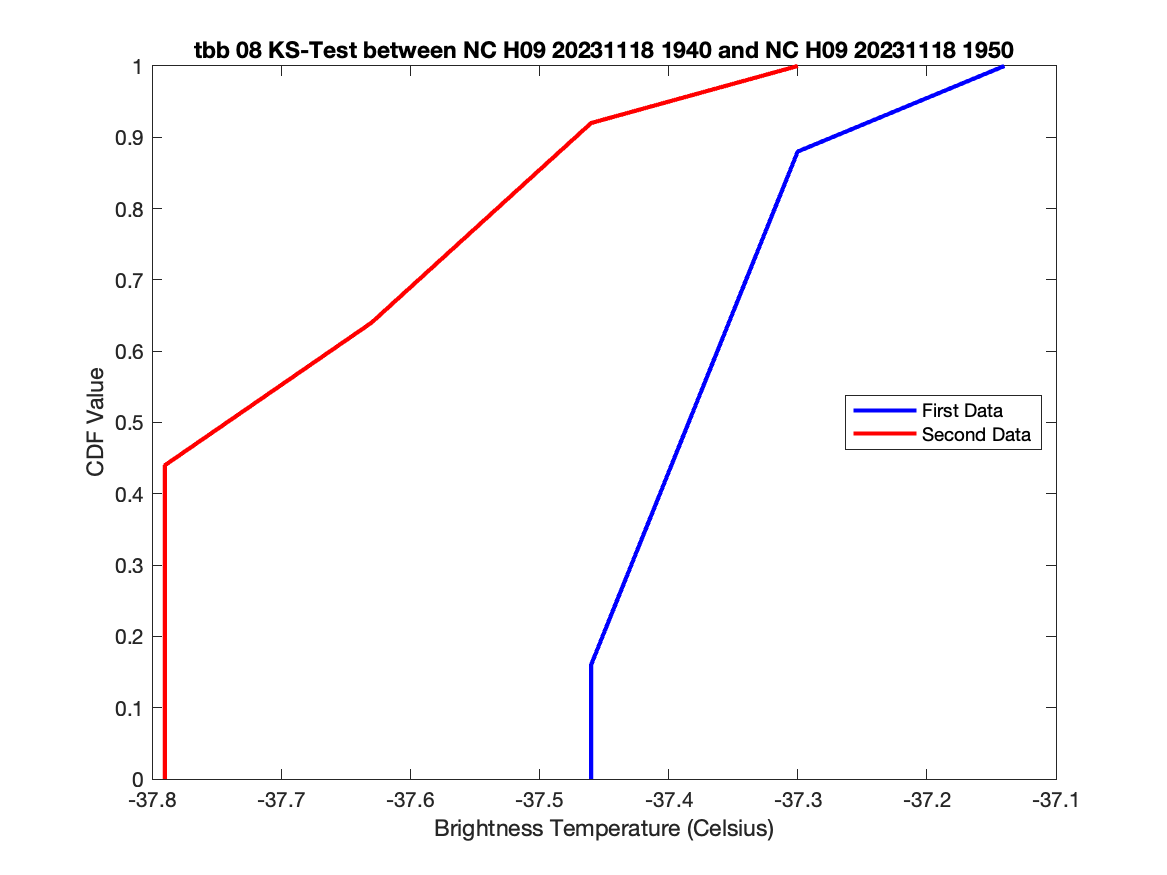 tbb 08 KS-Test between NC H09 20231118 1940 and NC H09 20231118 1950
1
0.9
0.8
0.7
0.6
0.5
0.4
0.3
0.2
0.1
0
CDF Value
First Data
Second Data
-37.8 -37.7 -37.6 -37.5 -37.4 -37.3 -37.2 -37.1
Brightness Temperature (Celsius)